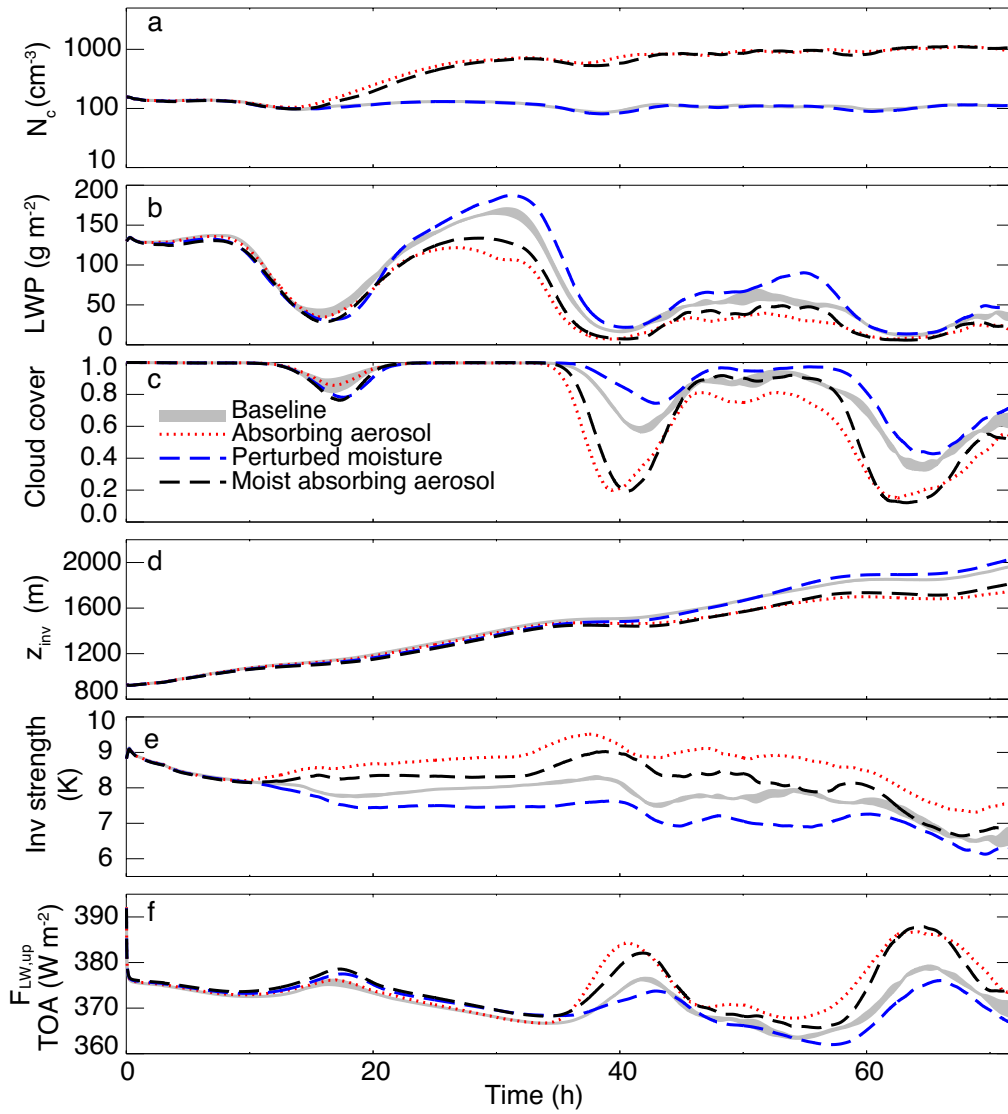 a
1000
100
10
N_c (cm⁻³)
b
200
150
100
50
0
LWP (g m⁻²)
c
1.0
0.8
0.6
0.4
0.2
0.0
Cloud cover
Baseline
Absorbing aerosol
Perturbed moisture
Moist absorbing aerosol
d
2000
1600
1200
800
z_inv (m)
e
10
9
8
7
6
Inv strength
(K)
f
390
380
370
360
F_LW,up
TOA (W m⁻²)
0
20
40
60
Time (h)